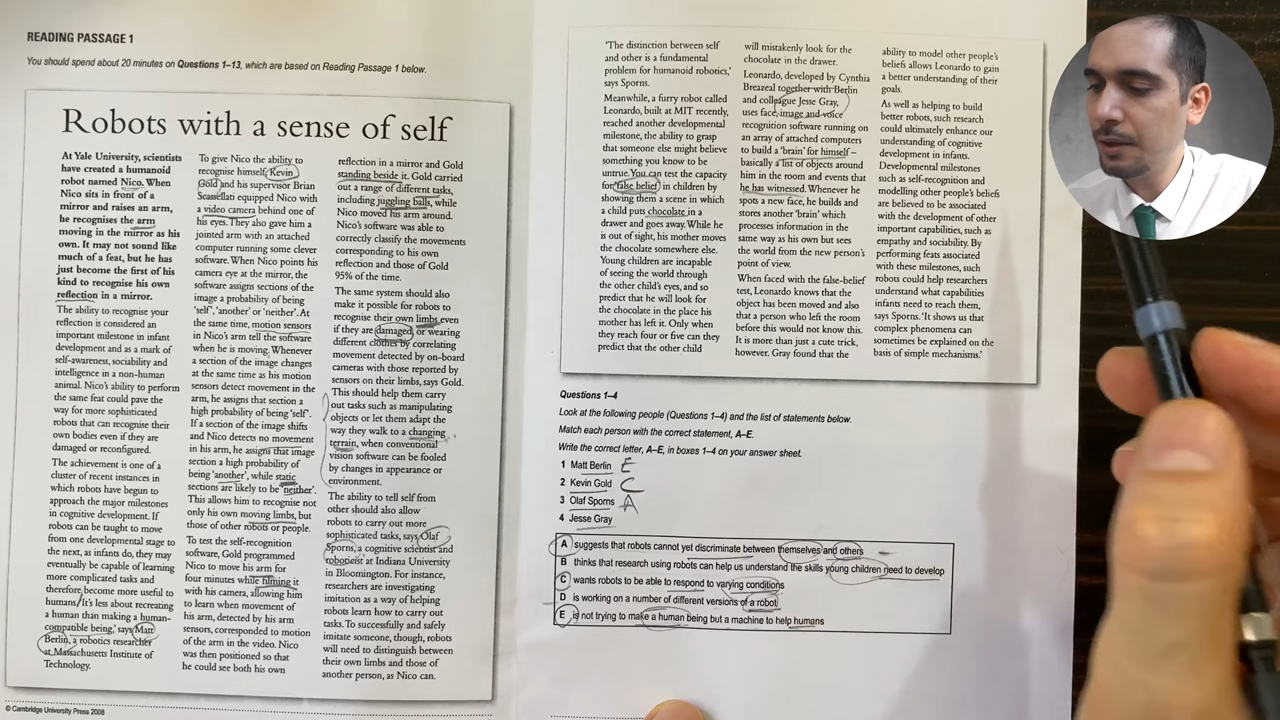 READING PASSAGE 1
You should spend about 20 minutes on Questions 1–13, which are based on Reading Passage 1 below.
Robots with a sense of self
At Yale University, scientists
have created a humanoid
robot named Nico. When
Nico sits in front of a
mirror and raises an arm,
he recognises the arm
moving in the mirror as his
own. It may not sound like
much of a feat, but he has
just become the first of his
kind to recognise his own
reflection in a mirror.
The ability to recognise your
reflection is considered an
important milestone in infant
development and as a mark of
self-awareness, sociability and
intelligence in a non-human
animal. Nico's ability to perform
the same feat could pave the
way for more sophisticated
robots that can recognise their
own bodies even if they are
damaged or reconfigured.
The achievement is one of a
cluster of recent instances in
which robots have begun to
approach the major milestones
in cognitive development. If
robots can be taught to move
from one developmental stage to
the next, as infants do, they may
eventually be capable of learning
more complicated tasks and
therefore become more useful to
humans. 'It's less about recreating
a human than making a human-
compatible being,' says Matt
Berlin, a robotics researcher
at Massachusetts Institute of
Technology.
To give Nico the ability to
recognise himself, Kevin
Gold and his supervisor Brian
Scassellati equipped Nico with
a video camera behind one of
his eyes. They also gave him a
jointed arm with an attached
computer running some clever
software. When Nico points his
camera eye at the mirror, the
software assigns sections of the
image a probability of being
'self', 'another' or 'neither'. At
the same time, motion sensors
in Nico's arm tell the software
when he is moving. Whenever
a section of the image changes
at the same time as his motion
sensors detect movement in the
arm, he assigns that section a
high probability of being 'self'.
If a section of the image shifts
and Nico detects no movement
in his arm, he assigns that image
section a high probability of
being 'another', while static
sections are likely to be 'neither'.
This allows him to recognise not
only his own moving limbs, but
those of other robots or people.
To test the self-recognition
software, Gold programmed
Nico to move his arm for
four minutes while filming it
with his camera, allowing him
to learn when movement of
his arm, detected by his arm
sensors, corresponded to motion
of the arm in the video. Nico
was then positioned so that
he could see both his own
reflection in a mirror and Gold
standing beside it. Gold carried
out a range of different tasks,
including juggling balls, while
Nico moved his arm around.
Nico's software was able to
correctly classify the movements
corresponding to his own
reflection and those of Gold
95% of the time.
The same system should also
make it possible for robots to
recognise their own limbs even
if they are damaged or wearing
different clothes by correlating
movement detected by on-board
cameras with those reported by
sensors on their limbs, says Gold.
This should help them carry
out tasks such as manipulating
objects or let them adapt the
way they walk to a changing
terrain, when conventional
vision software can be fooled
by changes in appearance or
environment.
The ability to tell self from
other should also allow
robots to carry out more
sophisticated tasks, says Olaf
Sporns, a cognitive scientist and
roboticist at Indiana University
in Bloomington. For instance,
researchers are investigating
imitation as a way of helping
robots learn how to carry out
tasks. To successfully and safely
imitate someone, though, robots
will need to distinguish between
their own limbs and those of
another person, as Nico can.
© Cambridge University Press 2008
'The distinction between self
and other is a fundamental
problem for humanoid robotics,'
says Sporns.
Meanwhile, a furry robot called
Leonardo, built at MIT recently,
reached another developmental
milestone, the ability to grasp
that someone else might believe
something you know to be
untrue. You can test the capacity
for 'false belief' in children by
showing them a scene in which
a child puts chocolate in a
drawer and goes away. While he
is out of sight, his mother moves
the chocolate somewhere else.
Young children are incapable
of seeing the world through
the other child's eyes, and so
predict that he will look for
the chocolate in the place his
mother has left it. Only when
they reach four or five can they
predict that the other child
will mistakenly look for the
chocolate in the drawer.
Leonardo, developed by Cynthia
Breazeal together with Berlin
and colleague Jesse Gray,
uses face, image and voice
recognition software running on
an array of attached computers
to build a 'brain' for himself –
basically a list of objects around
him in the room and events that
he has witnessed. Whenever he
spots a new face, he builds and
stores another 'brain' which
processes information in the
same way as his own but sees
the world from the new person's
point of view.
When faced with the false-belief
test, Leonardo knows that the
object has been moved and also
that a person who left the room
before this would not know this.
It is more than just a cute trick,
however. Gray found that the
ability to model other people's
beliefs allows Leonardo to gain
a better understanding of their
goals.
As well as helping to build
better robots, such research
could ultimately enhance our
understanding of cognitive
development in infants.
Developmental milestones
such as self-recognition and
modelling other people's beliefs
are believed to be associated
with the development of other
important capabilities, such as
empathy and sociability. By
performing feats associated
with these milestones, such
robots could help researchers
understand what capabilities
infants need to reach them,
says Sporns. 'It shows us that
complex phenomena can
sometimes be explained on the
basis of simple mechanisms.'
Questions 1–4
Look at the following people (Questions 1–4) and the list of statements below.
Match each person with the correct statement, A–E.
Write the correct letter, A–E, in boxes 1–4 on your answer sheet.
1 Matt Berlin E
2 Kevin Gold C
3 Olaf Sporns A
4 Jesse Gray
A suggests that robots cannot yet discriminate between themselves and others
B thinks that research using robots can help us understand the skills young children need to develop
C wants robots to be able to respond to varying conditions
D is working on a number of different versions of a robot
E is not trying to make a human being but a machine to help humans